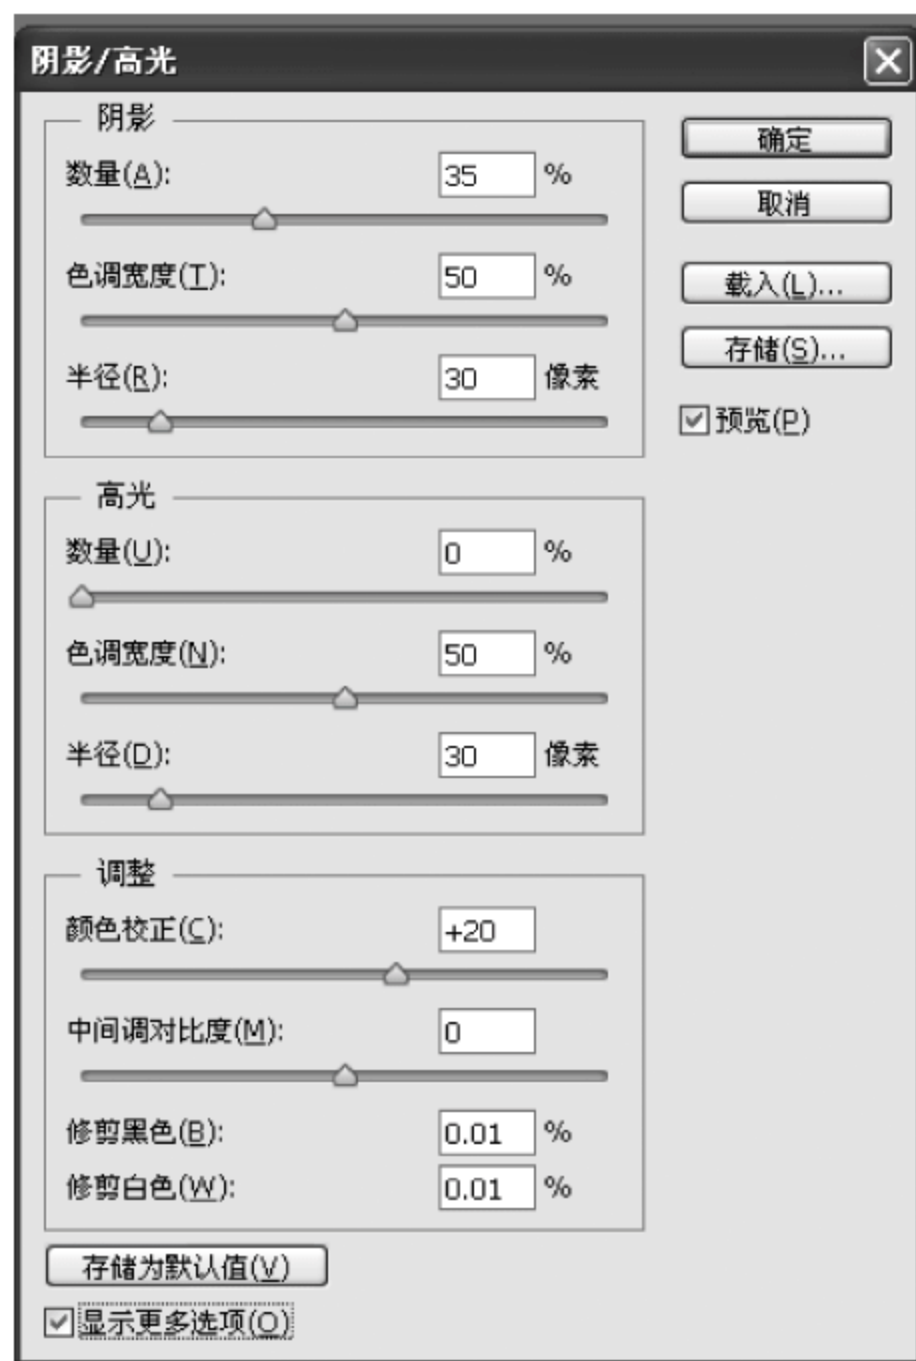 阴影/高光
阴影
数量(A): 35 %
色调宽度(T): 50 %
半径(R): 30 像素
高光
数量(U): 0 %
色调宽度(N): 50 %
半径(D): 30 像素
调整
颜色校正(C): +20
中间调对比度(M): 0
修剪黑色(B): 0.01 %
修剪白色(W): 0.01 %
存储为默认值(V)
显示更多选项(O)
确定
取消
载入(L)...
存储(S)...
预览(P)